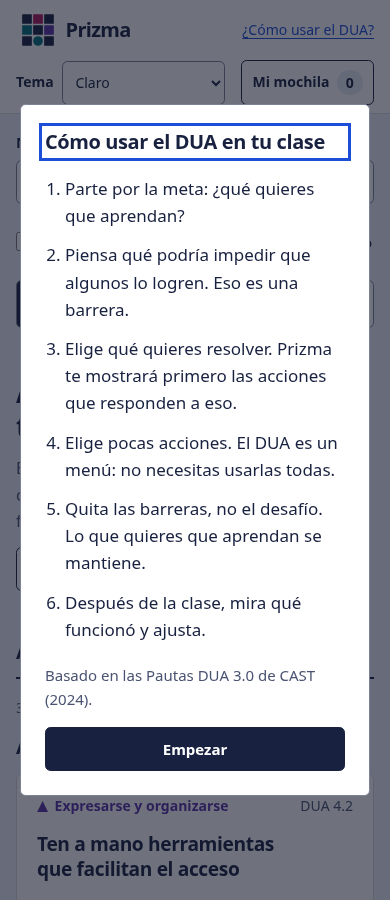 Prizma
¿Cómo usar el DUA?
Tema
Claro
Mi mochila 0
Cómo usar el DUA en tu clase
1. Parte por la meta: ¿qué quieres
que aprendan?
2. Piensa qué podría impedir que
algunos lo logren. Eso es una
barrera.
3. Elige qué quieres resolver. Prizma
te mostrará primero las acciones
que responden a eso.
4. Elige pocas acciones. El DUA es un
menú: no necesitas usarlas todas.
5. Quita las barreras, no el desafío.
Lo que quieres que aprendan se
mantiene.
6. Después de la clase, mira qué
funcionó y ajusta.
Basado en las Pautas DUA 3.0 de CAST
(2024).
Empezar
Expresarse y organizarse
DUA 4.2
Ten a mano herramientas
que facilitan el acceso